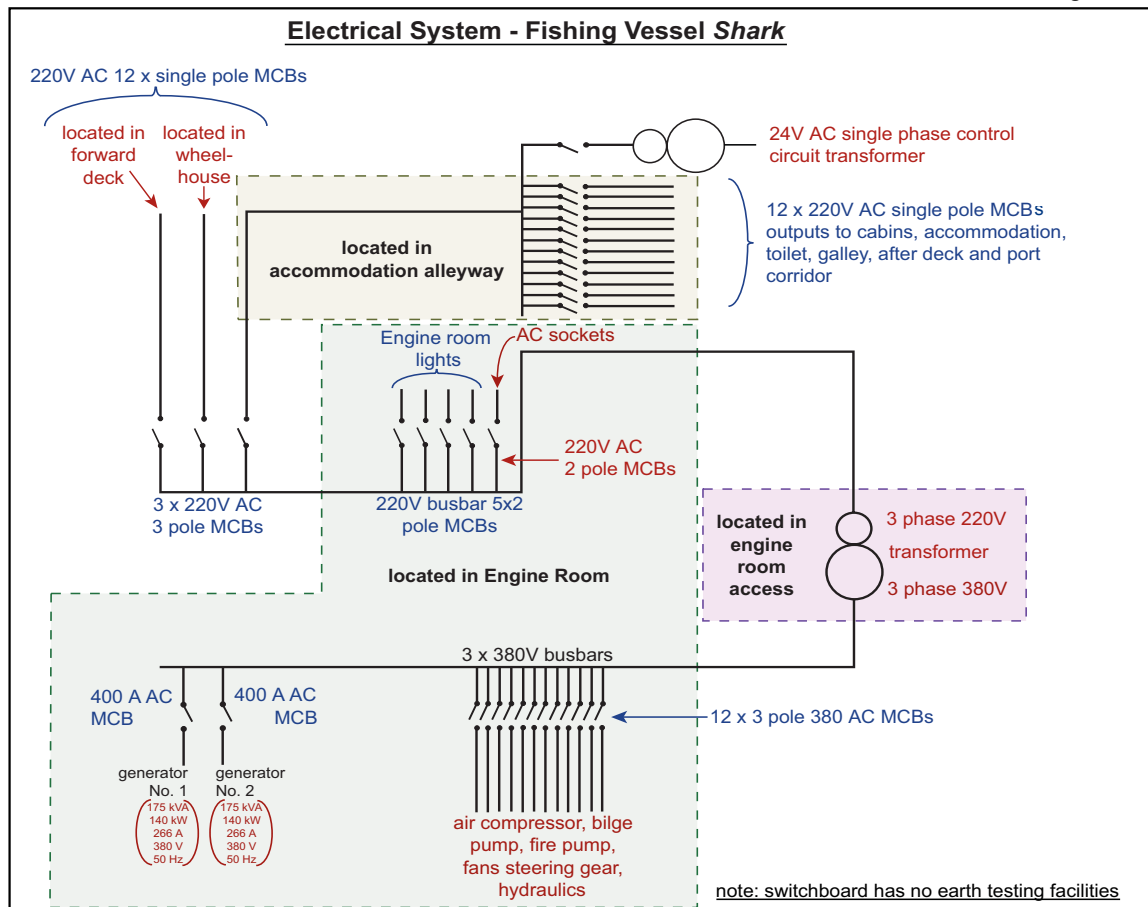 Electrical System - Fishing Vessel Shark
220V AC 12 x single pole MCBs
located in
forward
deck
located in
wheel-
house
24V AC single phase control
circuit transformer
located in
accommodation alleyway
12 x 220V AC single pole MCBs
outputs to cabins, accommodation,
toilet, galley, after deck and port
corridor
Engine room
lights
AC sockets
220V AC
2 pole MCBs
3 x 220V AC
3 pole MCBs
220V busbar 5x2
pole MCBs
located in
engine
room
access
3 phase 220V
transformer
3 phase 380V
located in Engine Room
3 x 380V busbars
400 A AC
MCB
400 A AC
MCB
12 x 3 pole 380 AC MCBs
generator
No. 1
175 kVA
140 kW
266 A
380 V
50 Hz
generator
No. 2
175 kVA
140 kW
266 A
380 V
50 Hz
air compressor, bilge
pump, fire pump,
fans steering gear,
hydraulics
note: switchboard has no earth testing facilities